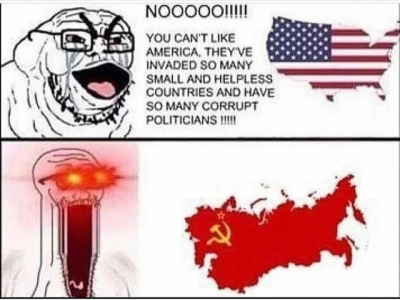 NOOOOO!!!!!
YOU CAN'T LIKE
AMERICA, THEY'VE
INVADED SO MANY
SMALL AND HELPLESS
COUNTRIES AND HAVE
SO MANY CORRUPT
POLITICIANS !!!!!